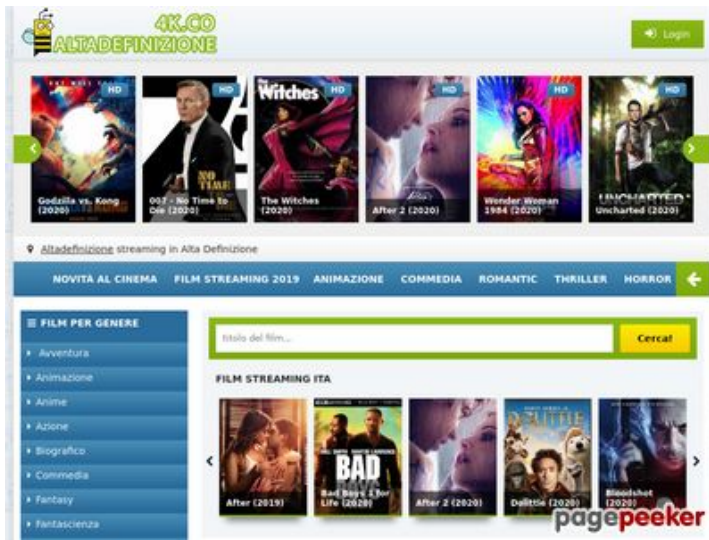 4K.CO
ALTADEFINIZIONE
Login
HD
HD
HD
HD
HD
Witches
NO TIME
UNCHARTED
Godzilla vs. Kong
(2020)
007 - No Time to
Die (2020)
The Witches
(2020)
After 2 (2020)
Wonder Woman
1984 (2020)
Uncharted (2020)
Altadefinizione streaming in Alta Definizione
NOVITÀ AL CINEMA FILM STREAMING 2019 ANIMAZIONE COMMEDIA ROMANTIC THRILLER HORROR
FILM PER GENERE
Avventura
Animazione
Anime
Azione
Biografico
Commedia
Fantasy
Fantascienza
titolo del film...
Cerca!
FILM STREAMING ITA
BAD
DOLITTLE
After (2019)
Bad Boys 3 for
Life (2020)
After 2 (2020)
Dolittle (2020)
Bloodshot
(2020)
pagepeeker